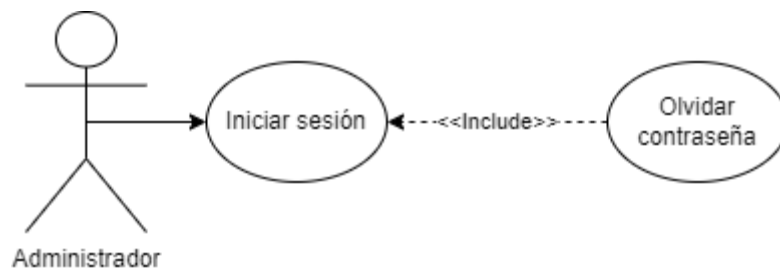 Iniciar sesión
<<Include>>
Olvidar
contraseña
Administrador